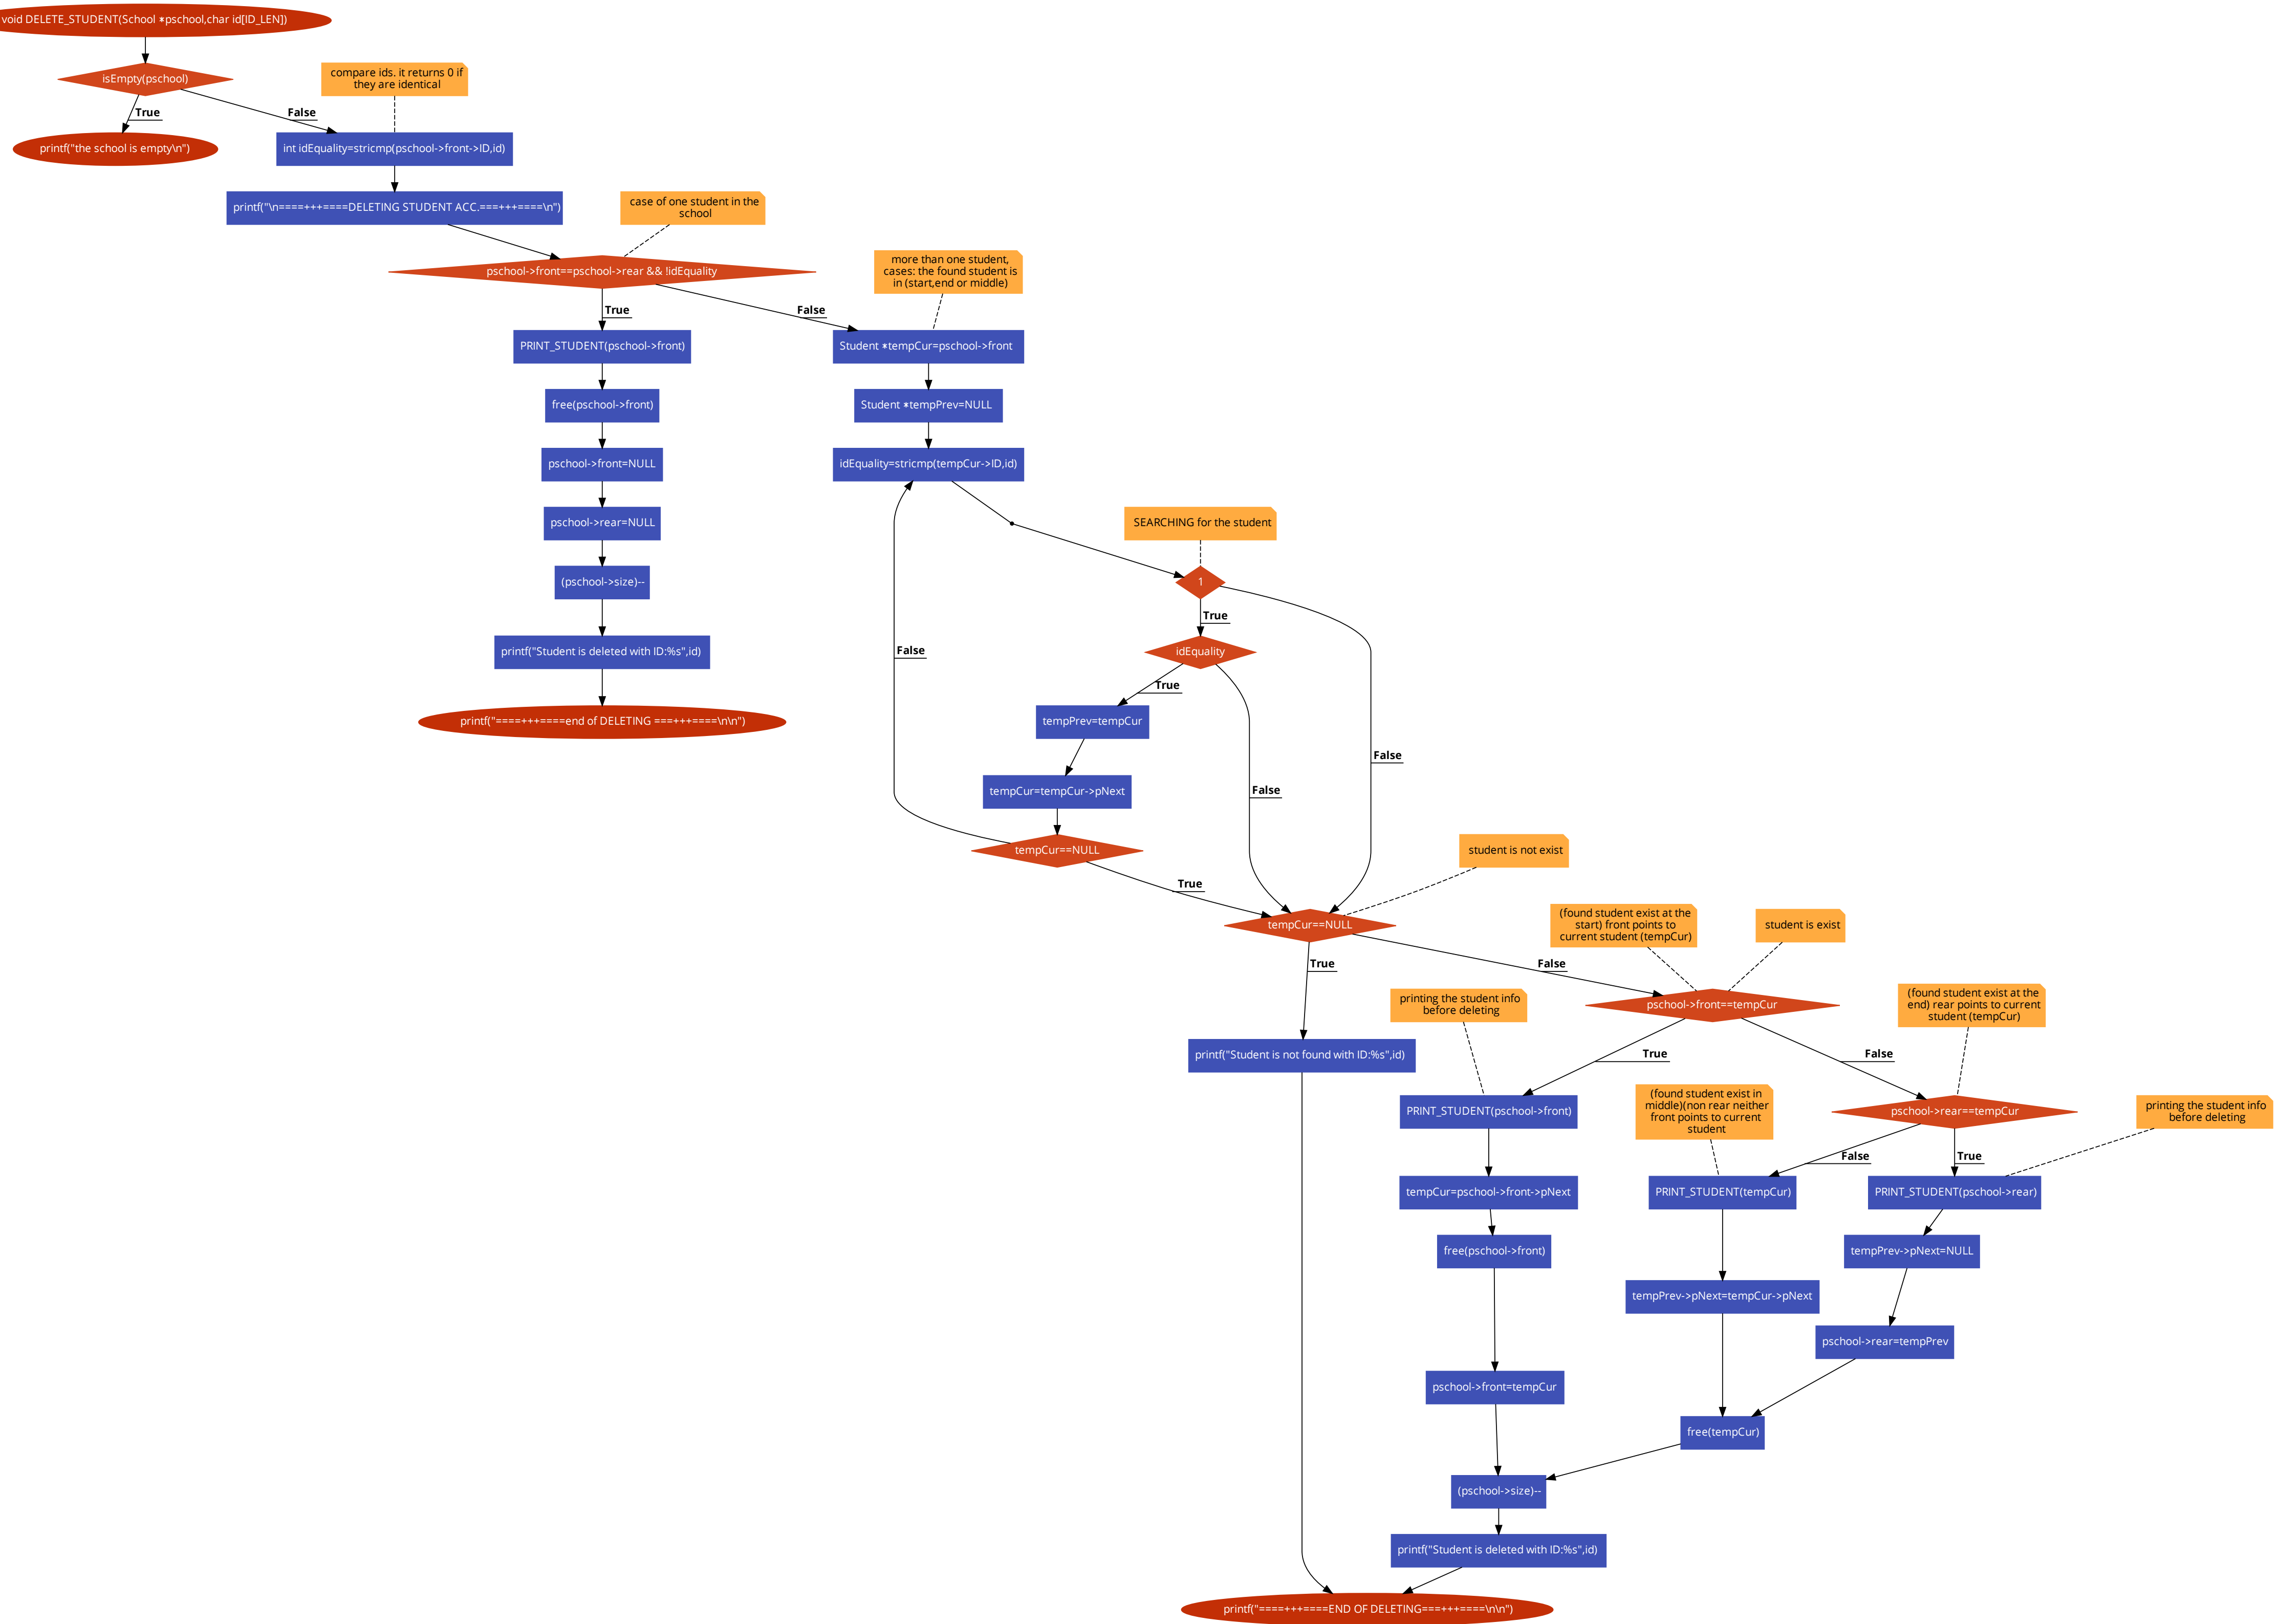 void DELETE_STUDENT(School *pschool,char id[ID_LEN])
isEmpty(pschool)
True
False
printf("the school is empty\n")
compare ids. it returns 0 if
they are identical
int idEquality=stricmp(pschool->front->ID,id)
printf("\n====+++====DELETING STUDENT ACC.===+++====\n")
case of one student in the
school
pschool->front==pschool->rear && !idEquality
True
False
PRINT_STUDENT(pschool->front)
free(pschool->front)
pschool->front=NULL
pschool->rear=NULL
(pschool->size)--
printf("Student is deleted with ID:%s",id)
printf("====+++====end of DELETING ===+++====\n\n")
more than one student,
cases: the found student is
in (start,end or middle)
Student *tempCur=pschool->front
Student *tempPrev=NULL
idEquality=stricmp(tempCur->ID,id)
SEARCHING for the student
1
True
False
idEquality
True
False
tempPrev=tempCur
tempCur=tempCur->pNext
tempCur==NULL
False
True
student is not exist
tempCur==NULL
True
False
printf("Student is not found with ID:%s",id)
(found student exist at the
start) front points to
current student (tempCur)
student is exist
pschool->front==tempCur
True
False
printing the student info
before deleting
PRINT_STUDENT(pschool->front)
tempCur=pschool->front->pNext
free(pschool->front)
pschool->front=tempCur
(found student exist at the
end) rear points to current
student (tempCur)
pschool->rear==tempCur
False
True
(found student exist in
middle)(non rear neither
front points to current
student
PRINT_STUDENT(tempCur)
tempPrev->pNext=tempCur->pNext
printing the student info
before deleting
PRINT_STUDENT(pschool->rear)
tempPrev->pNext=NULL
pschool->rear=tempPrev
free(tempCur)
(pschool->size)--
printf("Student is deleted with ID:%s",id)
printf("====+++====END OF DELETING===+++====\n\n")